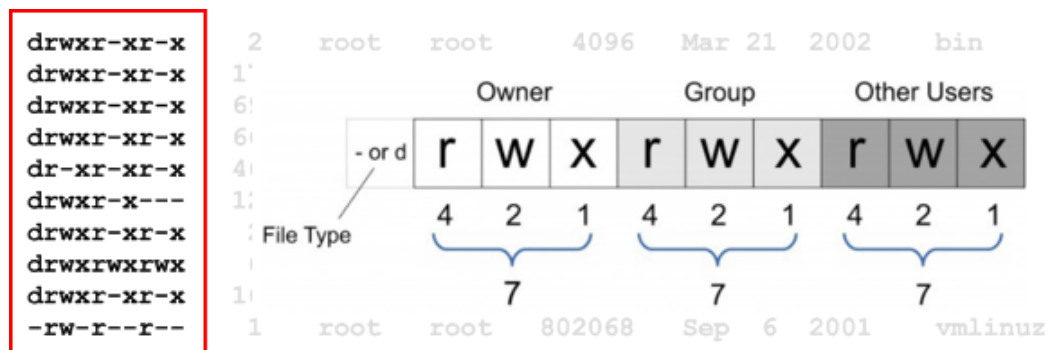 drwxr-xr-x 2 root root 4096 Mar 21 2002 bin
drwxr-xr-x
drwxr-xr-x
drwxr-xr-x
dr-xr-xr-x
drwxr-x---
drwxr-xr-x
drwxrwxrwx
drwxr-xr-x
-rw-r--r-- 1 root root 802068 Sep 6 2001 vmlinuz
Owner Group Other Users
- or d r w x r w x r w x
4 2 1 4 2 1 4 2 1
File Type
7 7 7